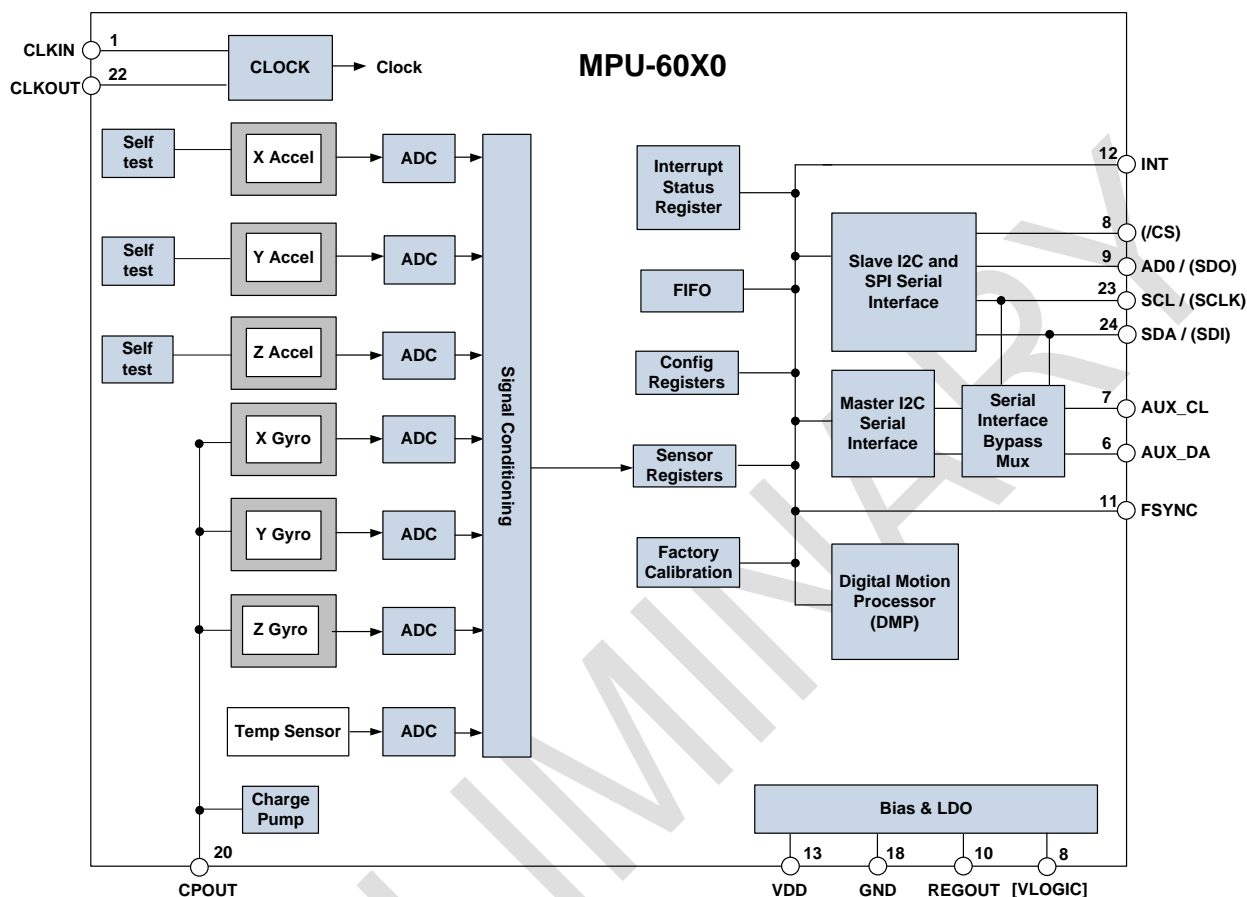 MPU-60X0
CLKIN
1
CLKOUT
22
CLOCK
Clock
Self
test
X Accel
ADC
Self
test
Y Accel
ADC
Self
test
Z Accel
ADC
X Gyro
ADC
Y Gyro
ADC
Z Gyro
ADC
Temp Sensor
ADC
Charge
Pump
20
CPOUT
Signal Conditioning
Interrupt
Status
Register
FIFO
Config
Registers
Sensor
Registers
Factory
Calibration
Slave I2C and
SPI Serial
Interface
Master I2C
Serial
Interface
Serial
Interface
Bypass
Mux
Digital Motion
Processor
(DMP)
12
INT
8
(/CS)
9
AD0 / (SDO)
23
SCL / (SCLK)
24
SDA / (SDI)
7
AUX_CL
6
AUX_DA
11
FSYNC
Bias & LDO
13
VDD
18
GND
10
REGOUT
8
[VLOGIC]
LIMINARY